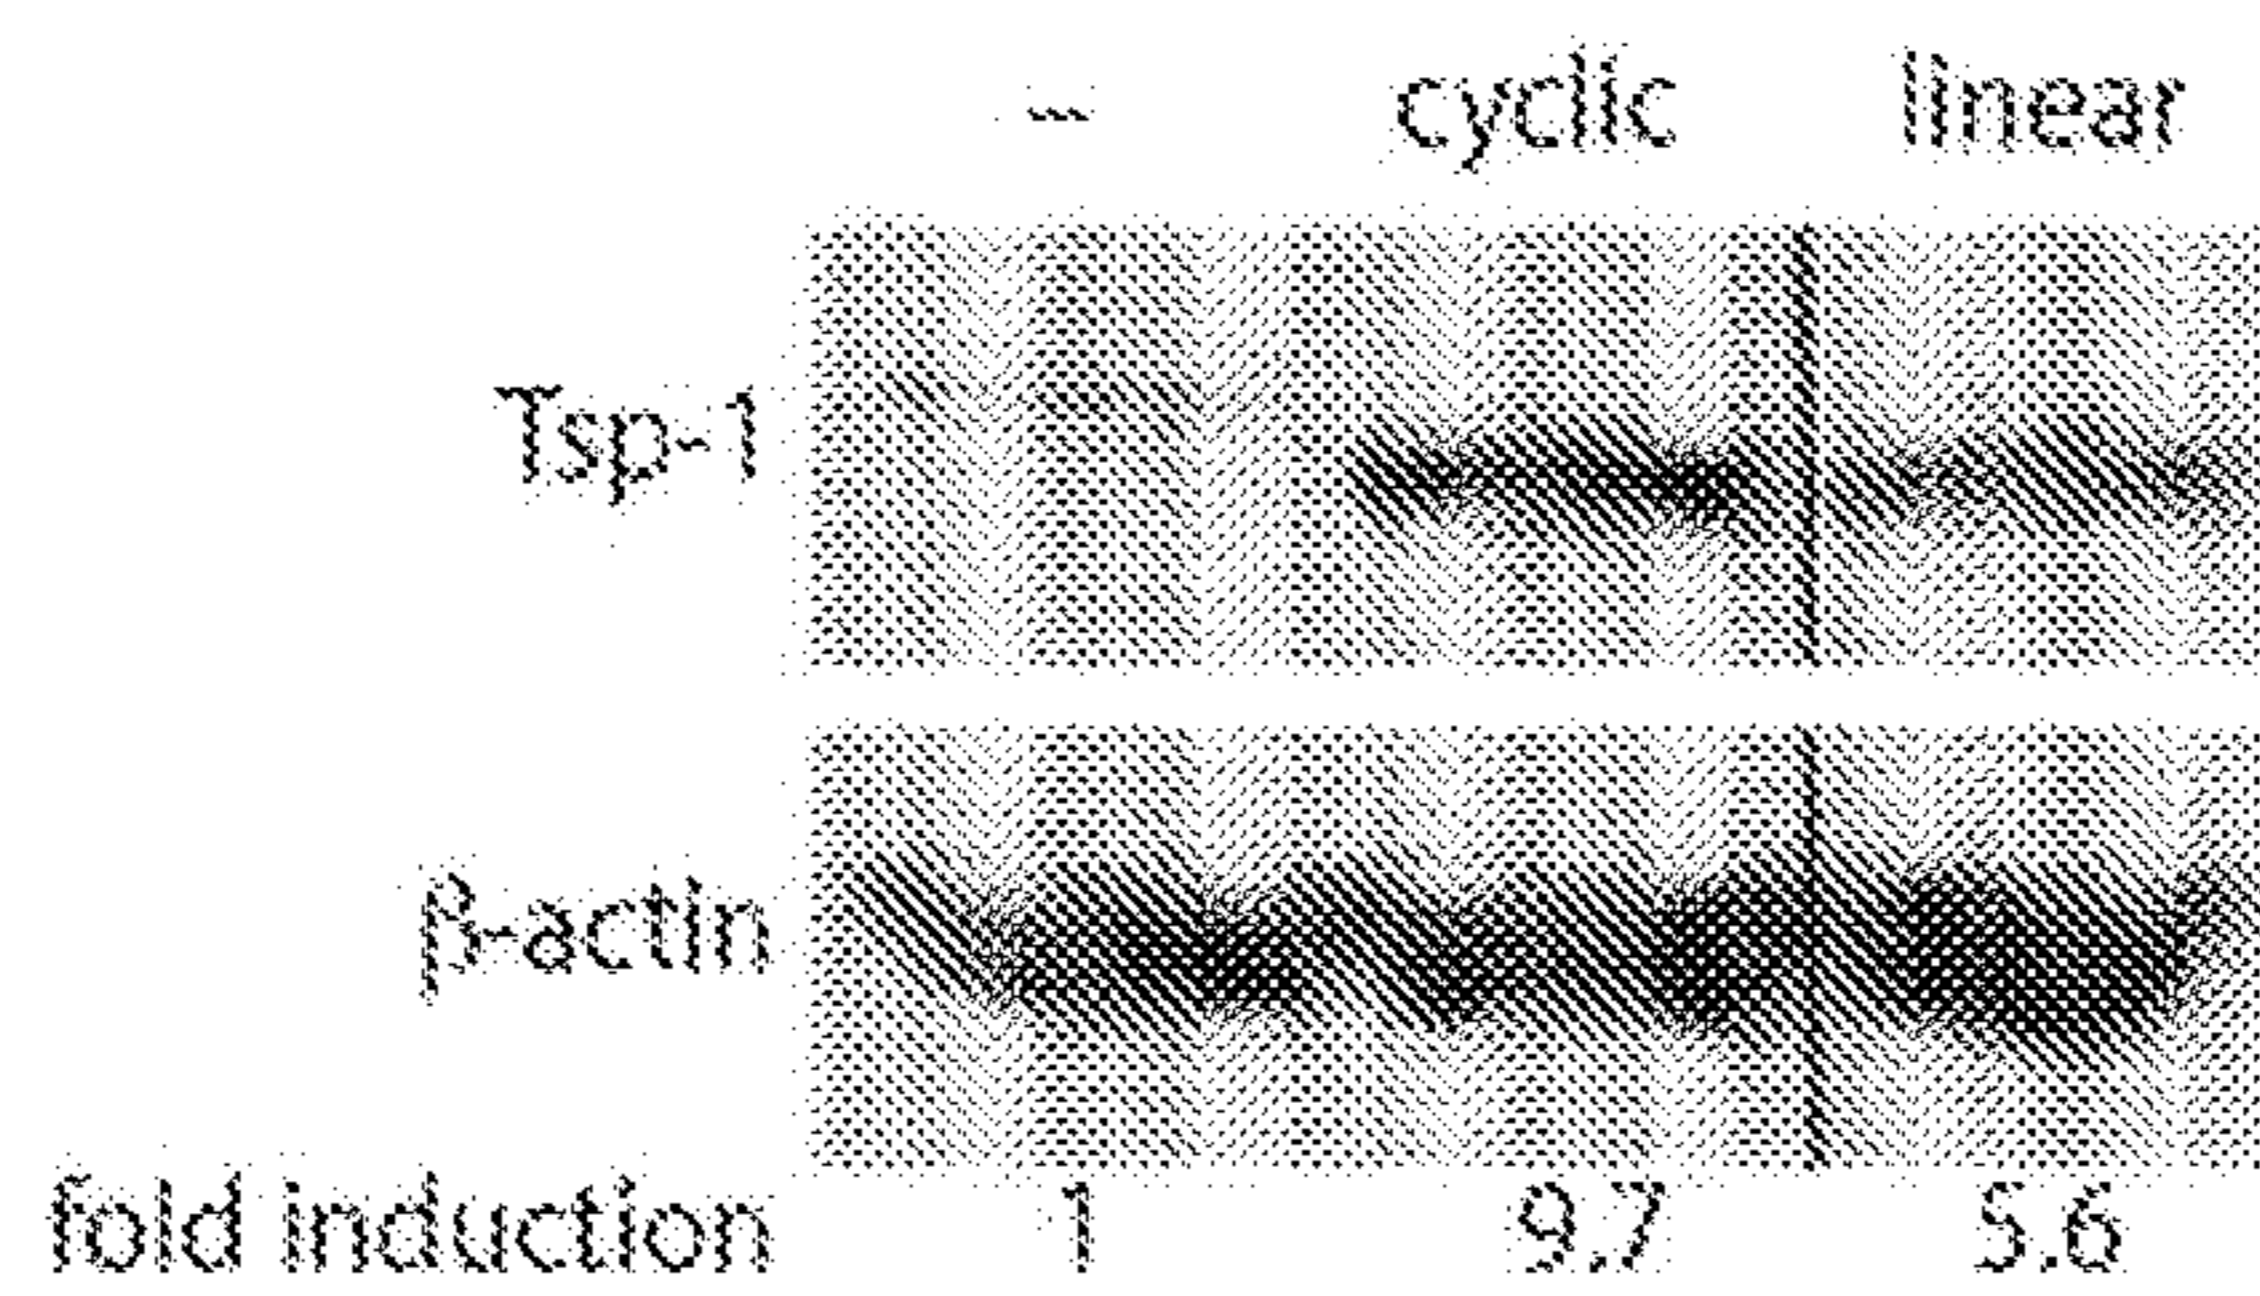 – cyclic linear
Tsp-1
β-actin
fold induction 1 9.7 5.6